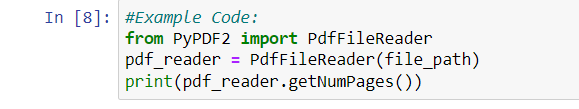 In [8]: #Example Code:
from PyPDF2 import PdfFileReader
pdf_reader = PdfFileReader(file_path)
print(pdf_reader.getNumPages())